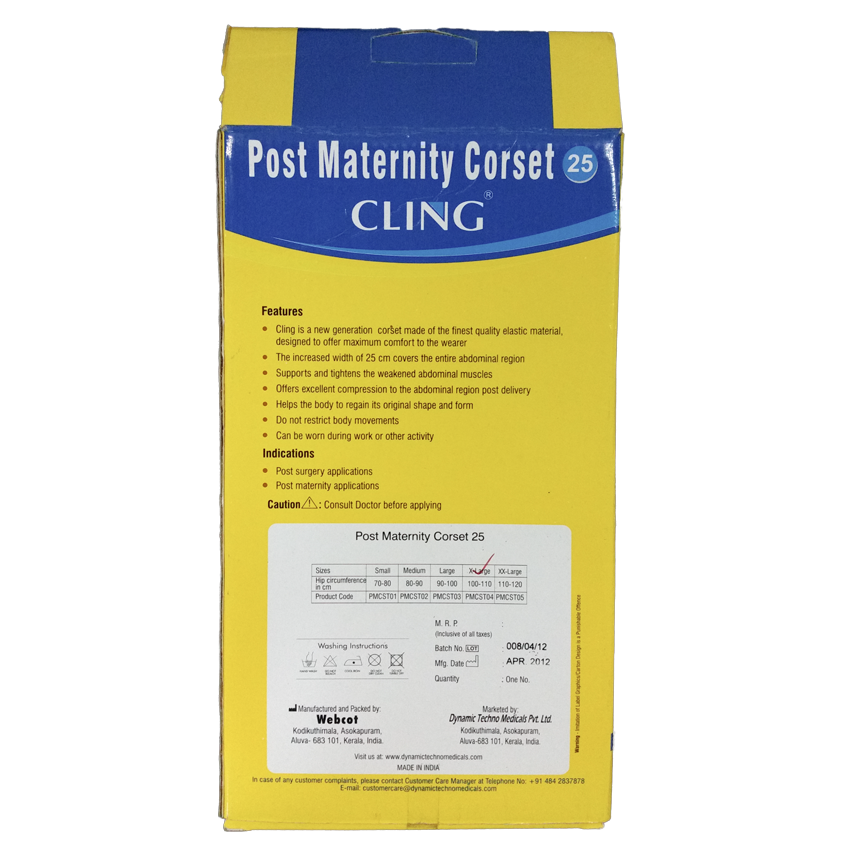 Post Maternity Corset 25
CLING ®
Features
• Cling is a new generation corset made of the finest quality elastic material,
designed to offer maximum comfort to the wearer
• The increased width of 25 cm covers the entire abdominal region
• Supports and tightens the weakened abdominal muscles
• Offers excellent compression to the abdominal region post delivery
• Helps the body to regain its original shape and form
• Do not restrict body movements
• Can be worn during work or other activity
Indications
• Post surgery applications
• Post maternity applications
Caution : Consult Doctor before applying
Post Maternity Corset 25
Sizes Small Medium Large X-Large XX-Large
Hip circumference in cm 70-80 80-90 90-100 100-110 110-120
Product Code PMCST01 PMCST02 PMCST03 PMCST04 PMCST05
M. R. P. :
(inclusive of all taxes)
Batch No. LOT : 008/04/12
Mfg. Date : APR. 2012
Quantity : One No.
Washing Instructions
Manufactured and Packed by:
Webcot
Kodikuthimala, Asokapuram,
Aluva- 683 101, Kerala, India.
Marketed by:
Dynamic Techno Medicals Pvt. Ltd.
Kodikuthimala, Asokapuram,
Aluva- 683 101, Kerala, India.
Visit us at: www.dynamictechnomedicals.com
MADE IN INDIA
Warning : Imitation of Label Graphics/Carton Design is a Punishable Offence
In case of any customer complaints, please contact Customer Care Manager at Telephone No. +91 484 2837878
E-mail: customercare@dynamictechnomedicals.com